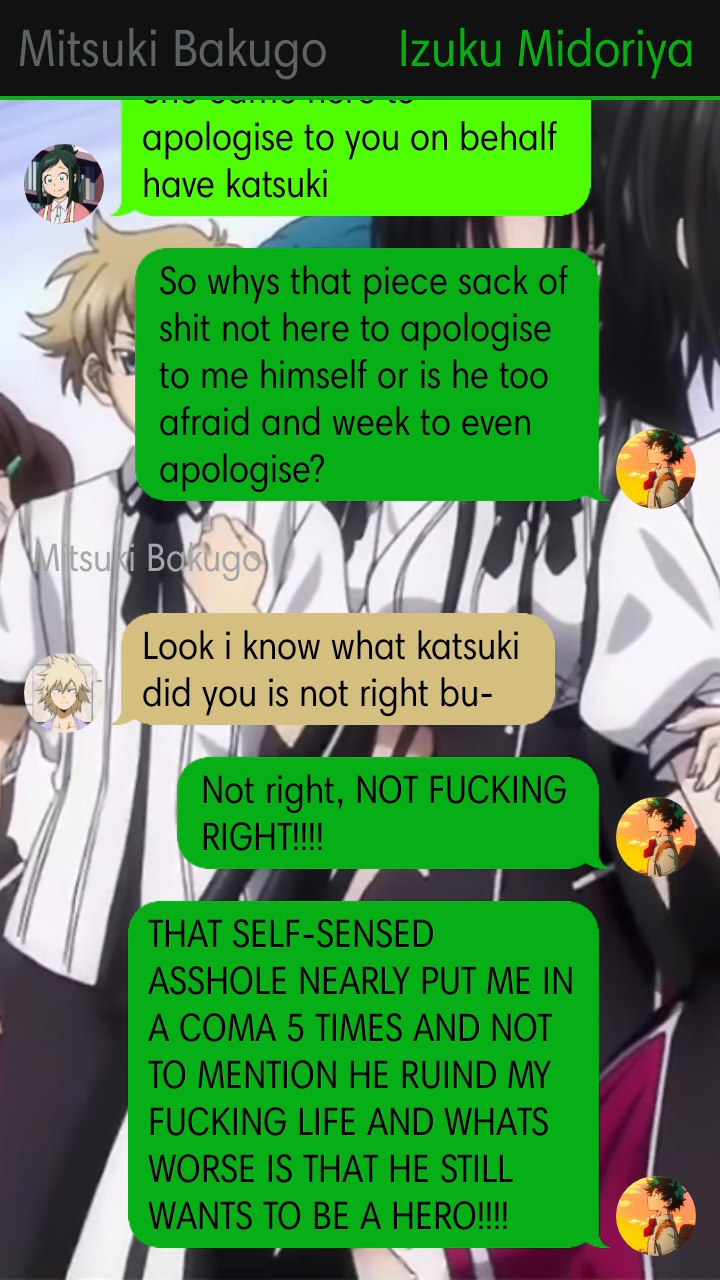 Mitsuki Bakugo
Izuku Midoriya
she came here to
apologise to you on behalf
have katsuki
So whys that piece sack of
shit not here to apologise
to me himself or is he too
afraid and week to even
apologise?
Mitsuki Bakugo
Look i know what katsuki
did you is not right bu-
Not right, NOT FUCKING
RIGHT!!!!
THAT SELF-SENSED
ASSHOLE NEARLY PUT ME IN
A COMA 5 TIMES AND NOT
TO MENTION HE RUIND MY
FUCKING LIFE AND WHATS
WORSE IS THAT HE STILL
WANTS TO BE A HERO!!!!